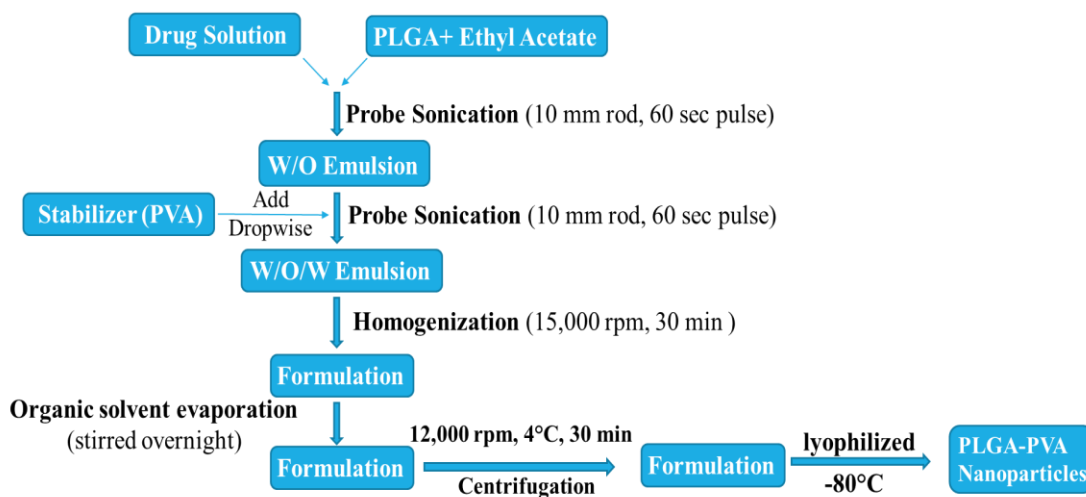 Drug Solution
PLGA+ Ethyl Acetate
Probe Sonication (10 mm rod, 60 sec pulse)
W/O Emulsion
Stabilizer (PVA)
Add
Dropwise
Probe Sonication (10 mm rod, 60 sec pulse)
W/O/W Emulsion
Homogenization (15,000 rpm, 30 min )
Formulation
Organic solvent evaporation
(stirred overnight)
Formulation
12,000 rpm, 4°C, 30 min
Centrifugation
Formulation
lyophilized
-80°C
PLGA-PVA
Nanoparticles